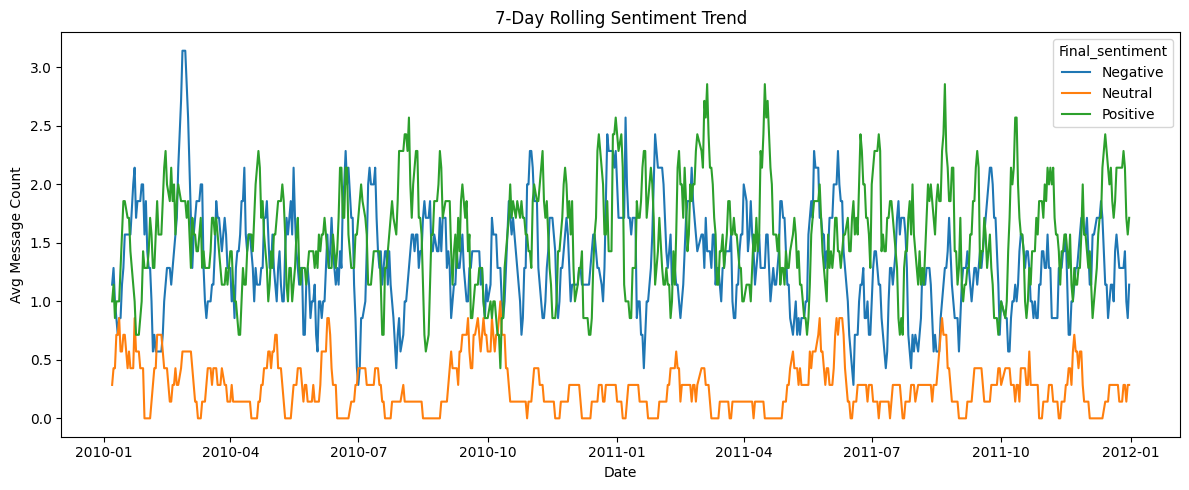 7-Day Rolling Sentiment Trend
Final_sentiment
Negative
Neutral
Positive
Avg Message Count
3.0
2.5
2.0
1.5
1.0
0.5
0.0
2010-01 2010-04 2010-07 2010-10 2011-01 2011-04 2011-07 2011-10 2012-01
Date